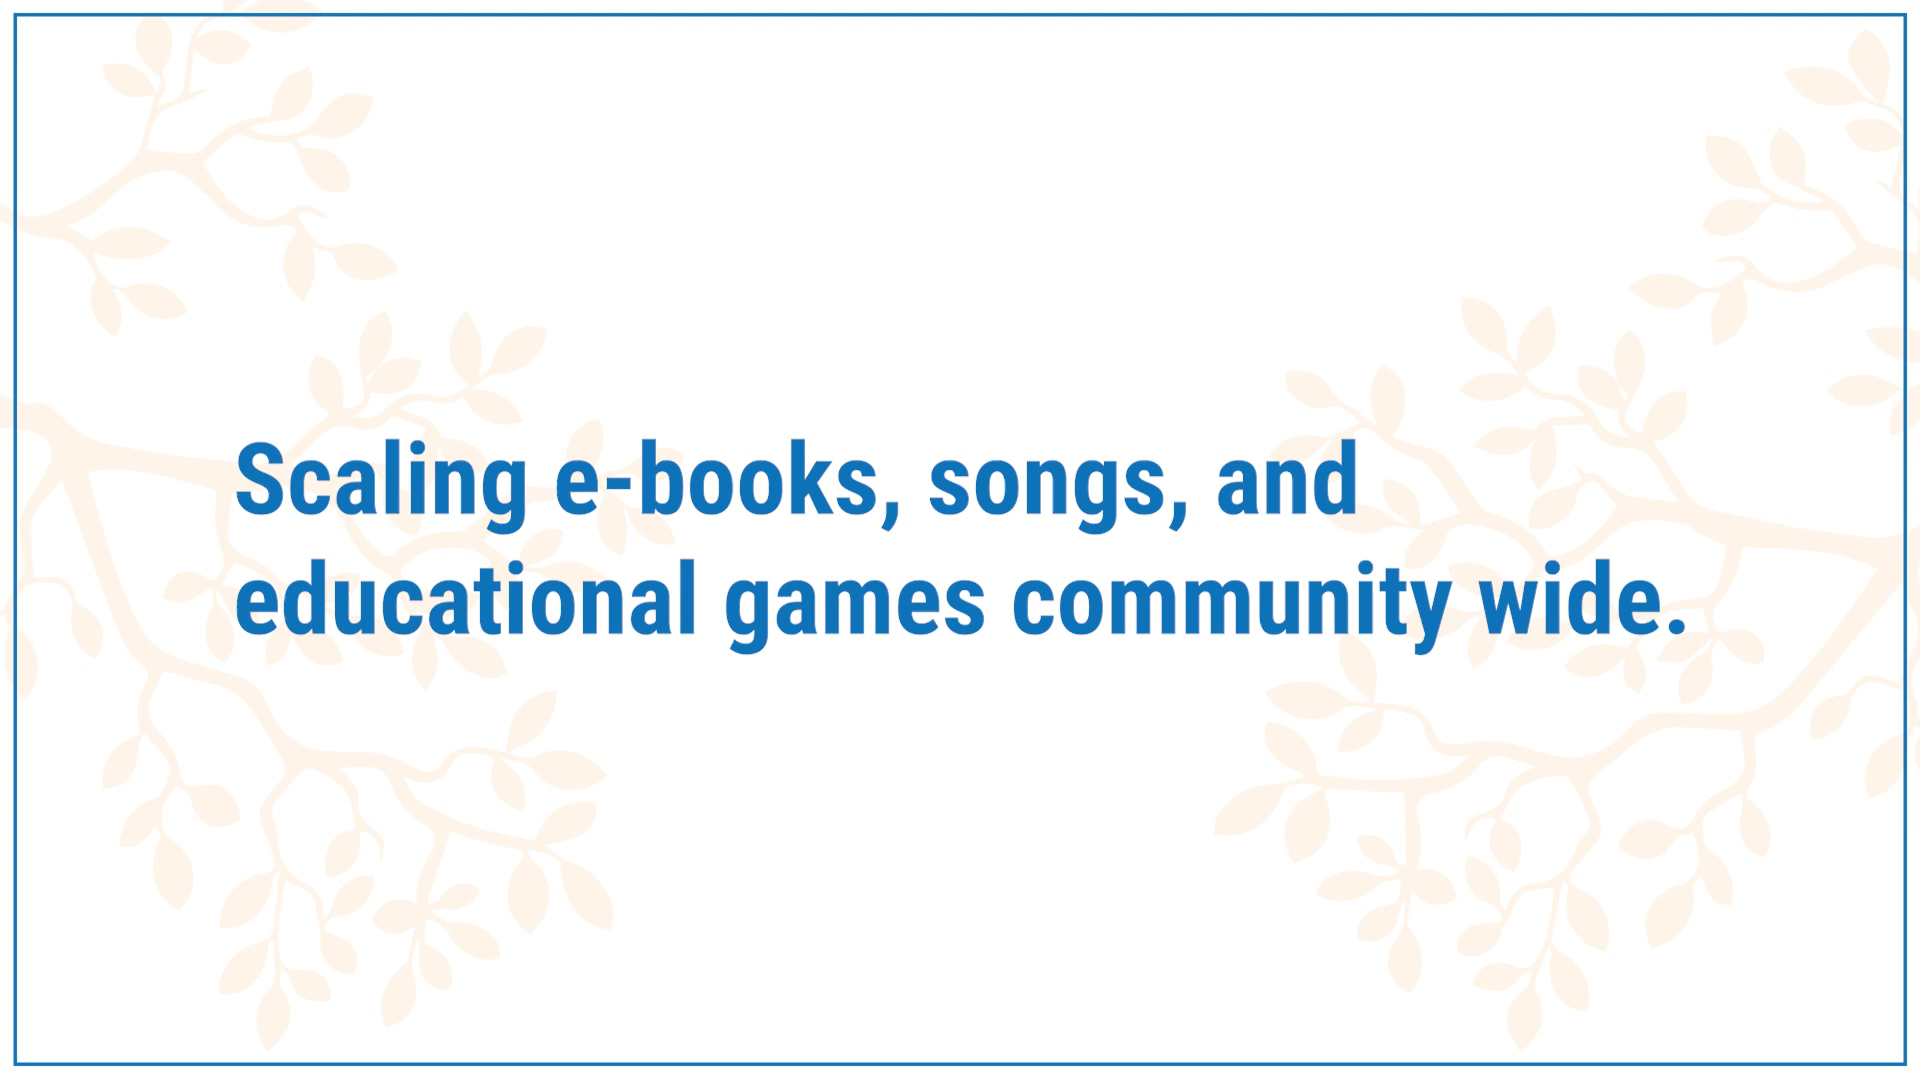 Scaling e-books, songs, and
educational games community wide.